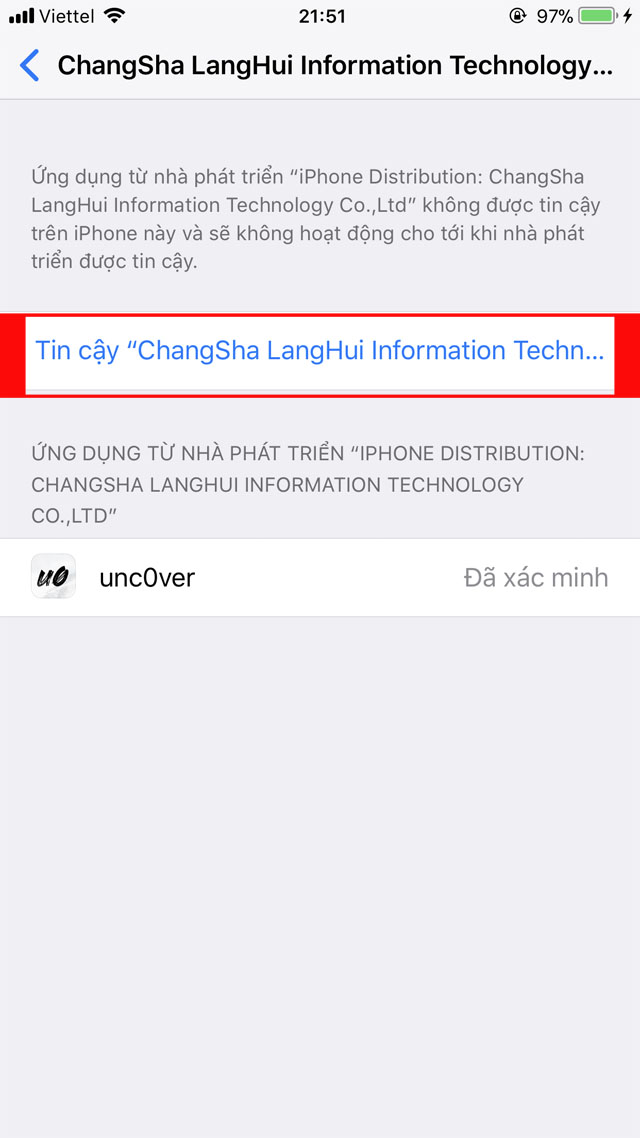 Viettel 21:51 97%
ChangSha LangHui Information Technology...
Ứng dụng từ nhà phát triển “iPhone Distribution: ChangSha
LangHui Information Technology Co.,Ltd” không được tin cậy
trên iPhone này và sẽ không hoạt động cho tới khi nhà phát
triển được tin cậy.
Tin cậy “ChangSha LangHui Information Techn...
ỨNG DỤNG TỪ NHÀ PHÁT TRIỂN “IPHONE DISTRIBUTION:
CHANGSHA LANGHUI INFORMATION TECHNOLOGY
CO.,LTD”
u0 unc0ver Đã xác minh